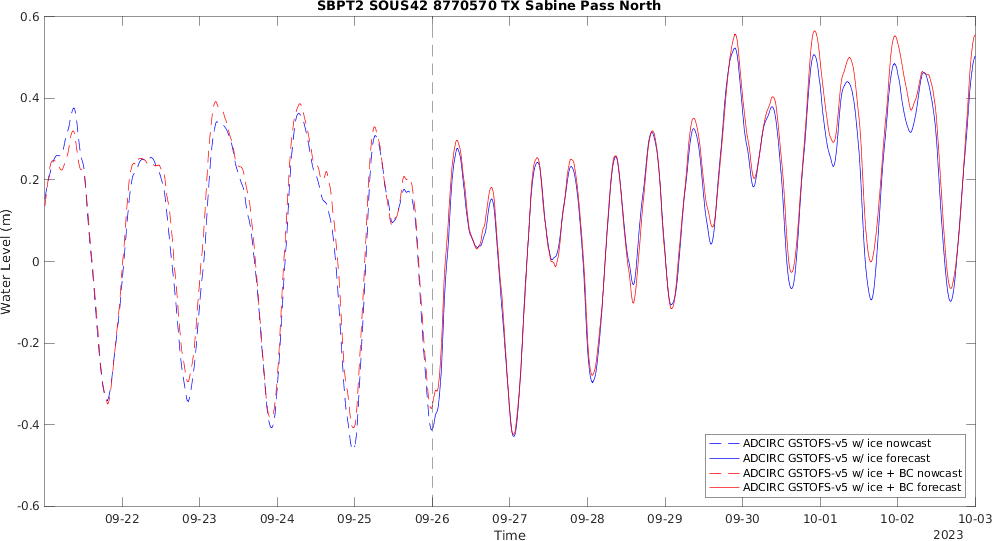 SBPT2 SOUS42 8770570 TX Sabine Pass North
Water Level (m)
0.6
0.4
0.2
0
-0.2
-0.4
-0.6
09-22
09-23
09-24
09-25
09-26
09-27
09-28
09-29
09-30
10-01
10-02
10-03
Time
2023
ADCIRC GSTOFS-v5 w/ ice nowcast
ADCIRC GSTOFS-v5 w/ ice forecast
ADCIRC GSTOFS-v5 w/ ice + BC nowcast
ADCIRC GSTOFS-v5 w/ ice + BC forecast